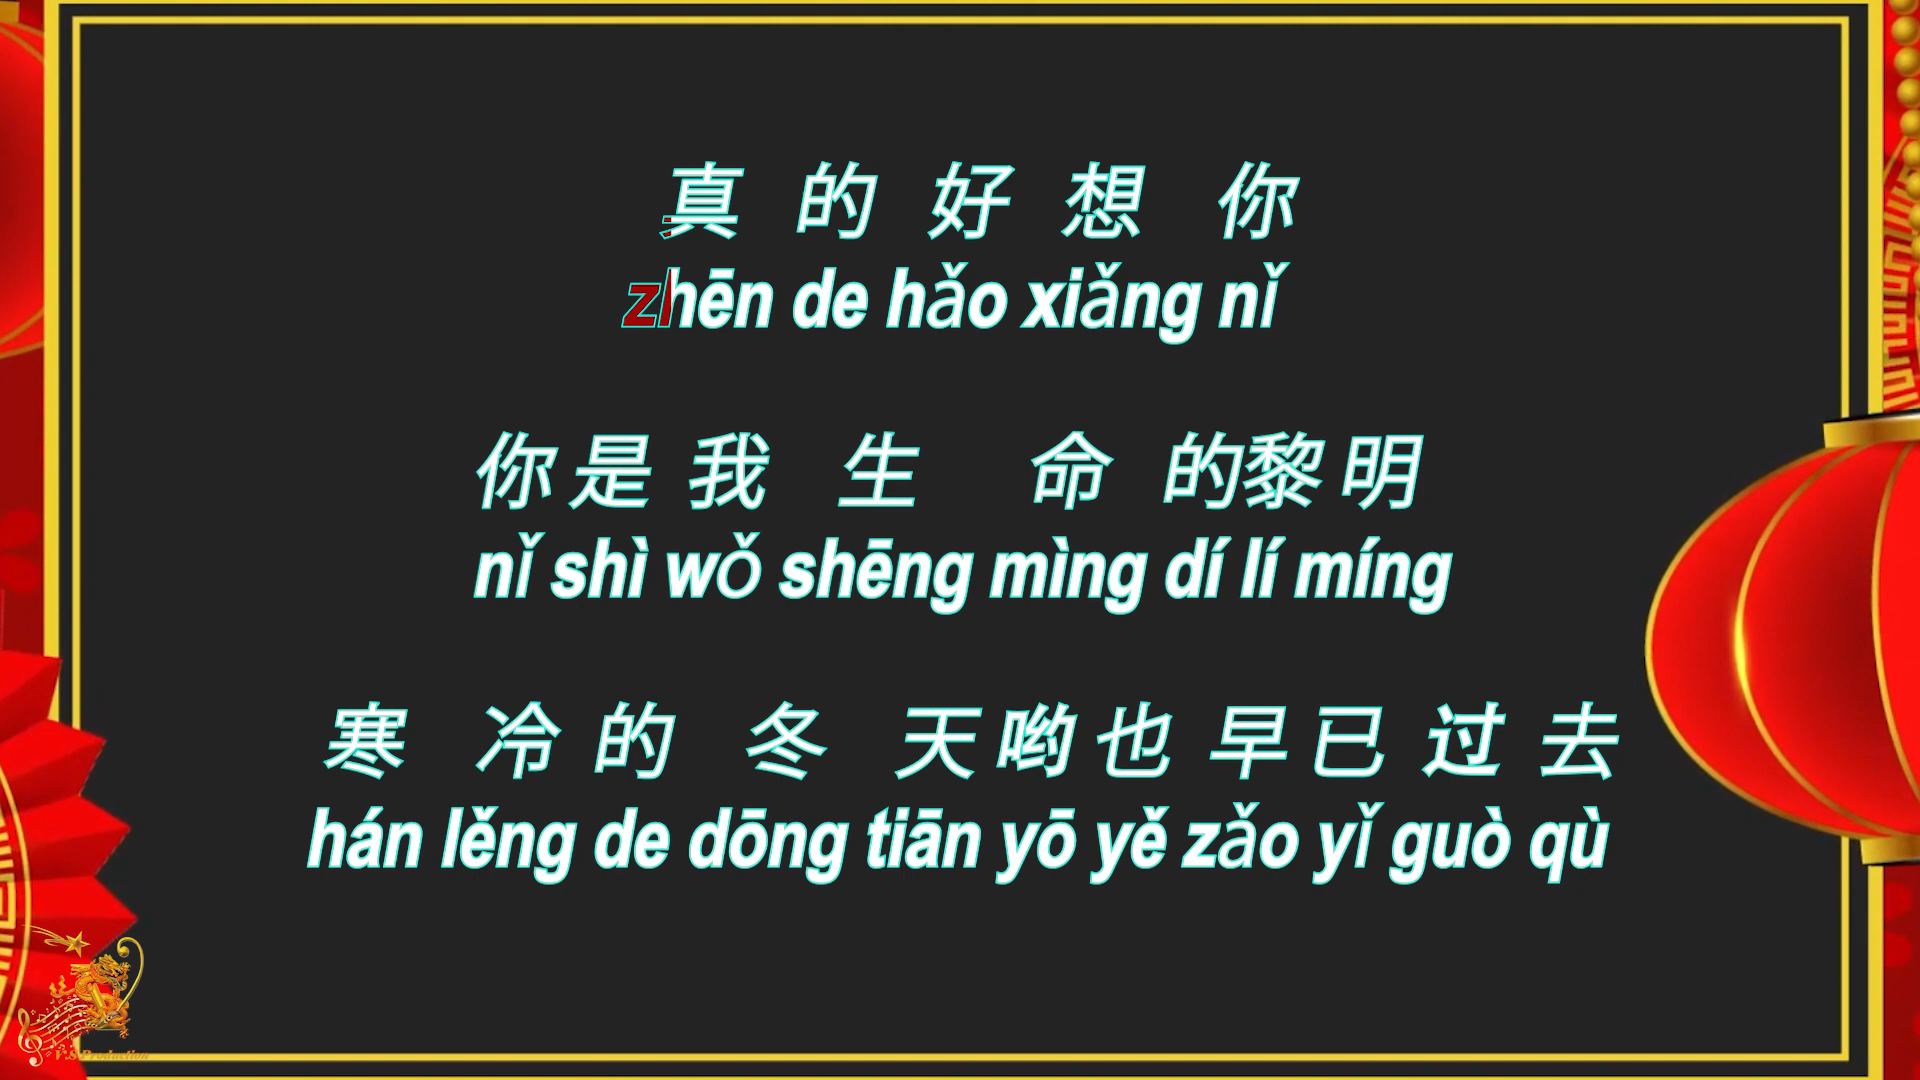 真 的 好 想 你
zhēn de hǎo xiǎng nǐ
你 是 我 生 命 的 黎 明
nǐ shì wǒ shēng mìng dí lí míng
寒 冷 的 冬 天 哟 也 早 已 过 去
hán lěng de dōng tiān yō yě zǎo yǐ guò qù
V.S Production